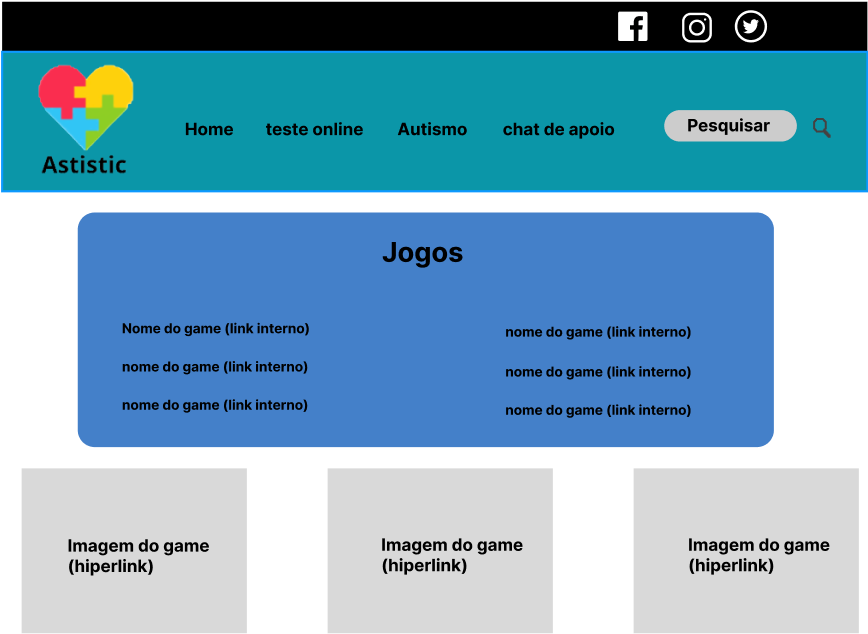 Astistic
Home
teste online
Autismo
chat de apoio
Pesquisar
Jogos
Nome do game (link interno)
nome do game (link interno)
nome do game (link interno)
nome do game (link interno)
nome do game (link interno)
nome do game (link interno)
Imagem do game
(hiperlink)
Imagem do game
(hiperlink)
Imagem do game
(hiperlink)